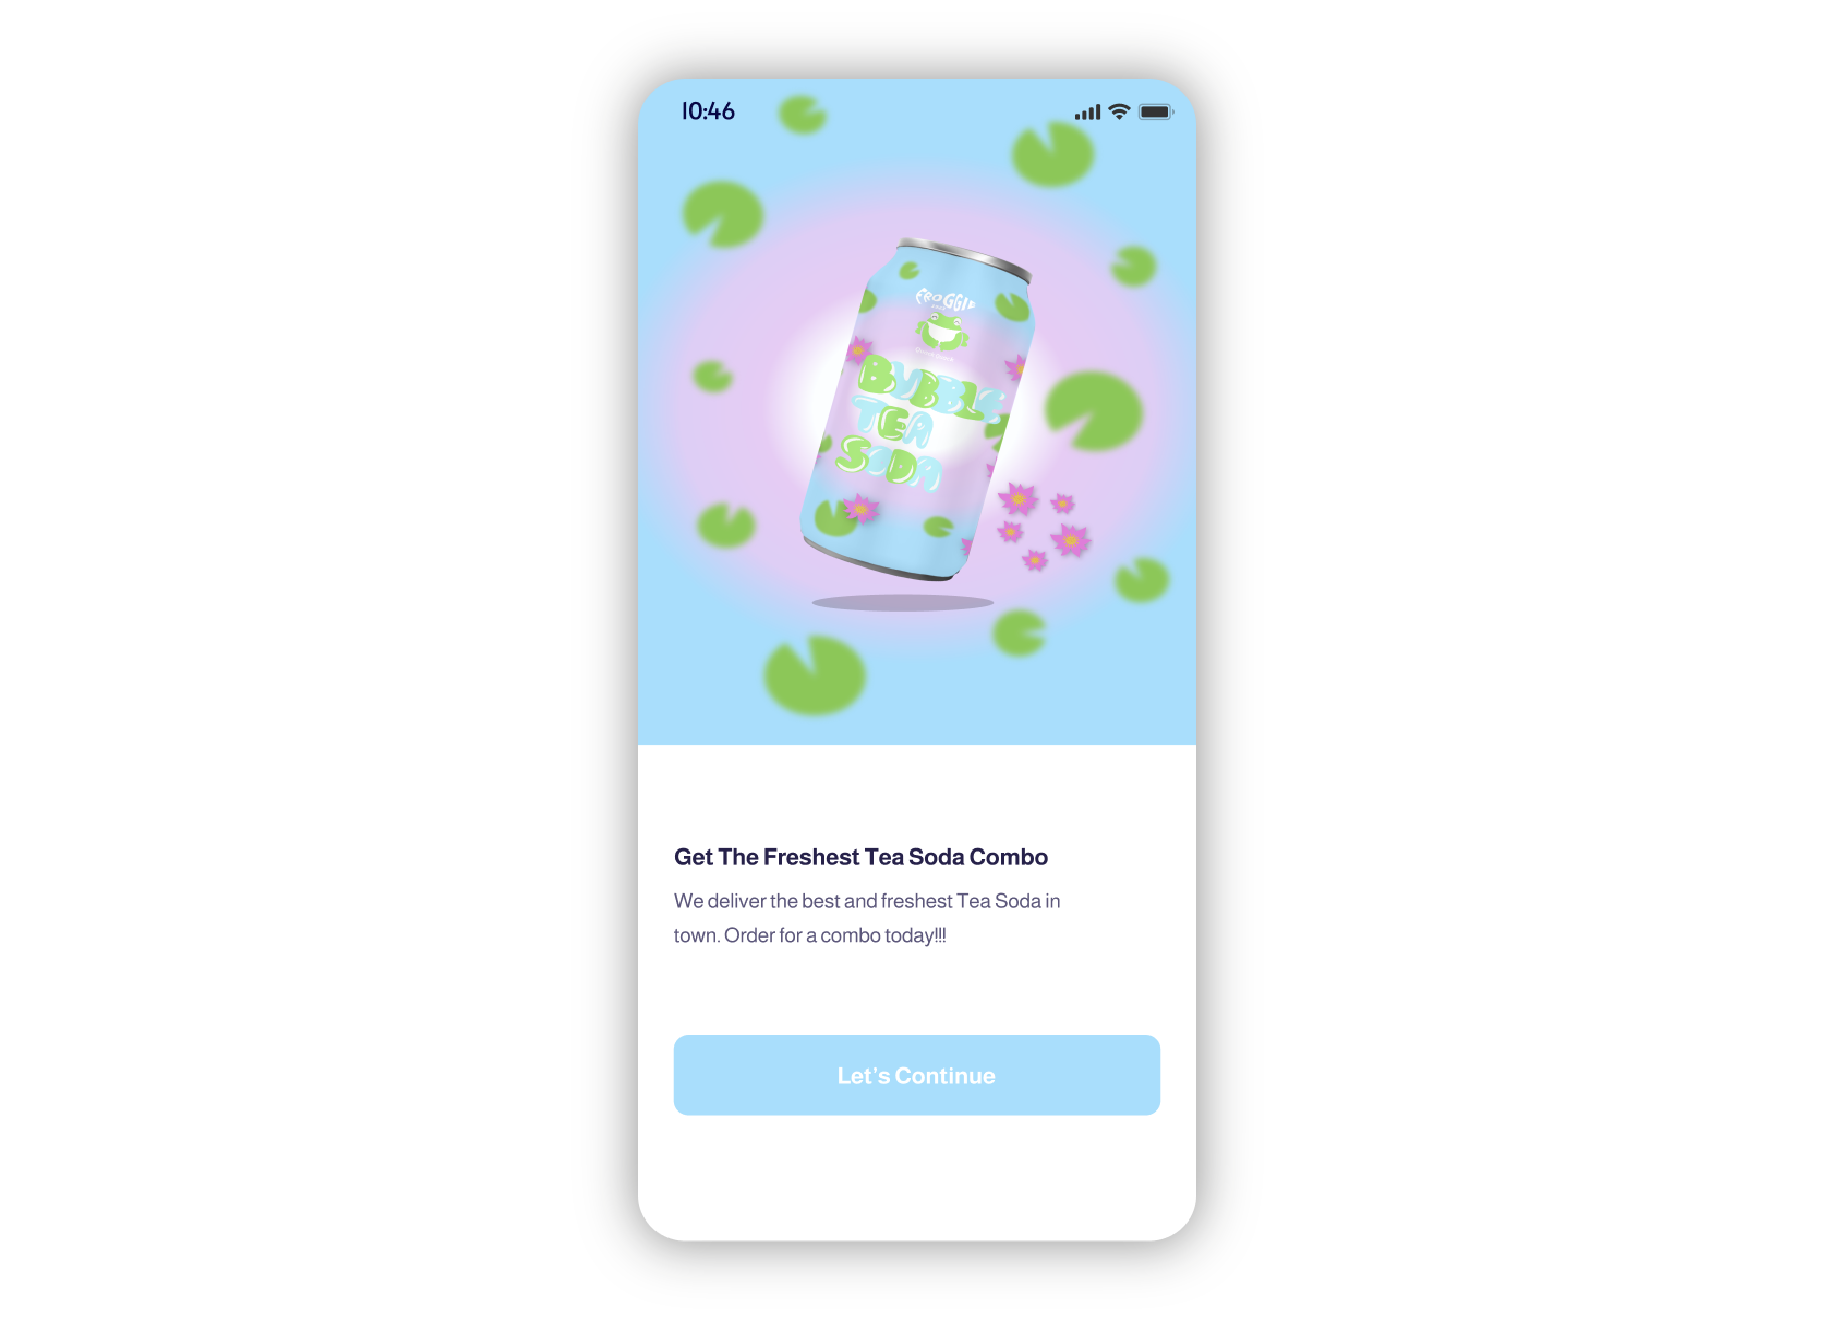 10:46
FROGGIE
BUBBLE
TEA
SODA
Get The Freshest Tea Soda Combo
We deliver the best and freshest Tea Soda in
town. Order for a combo today!!!
Let's Continue